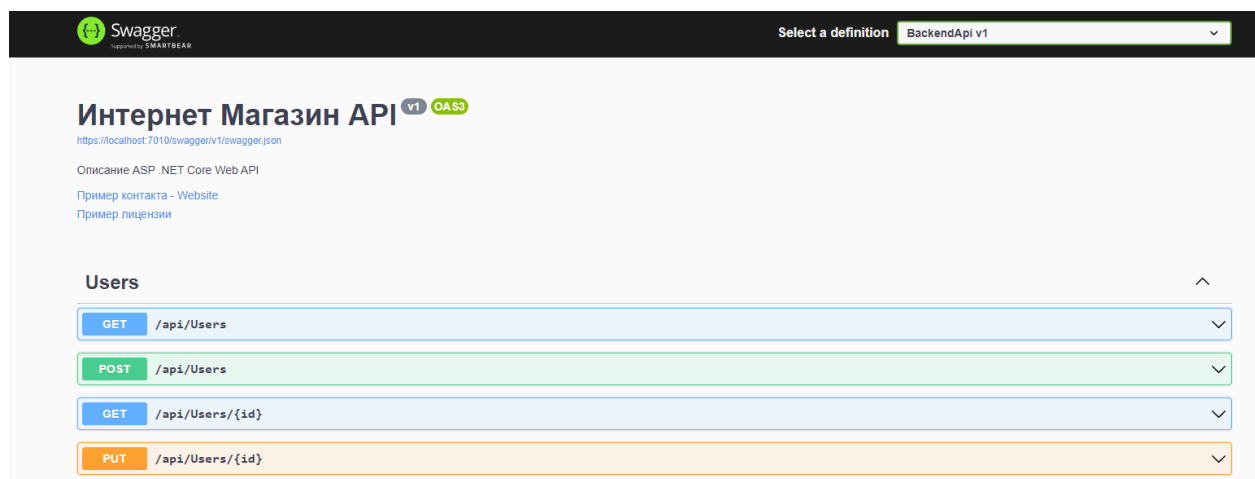 Swagger.
Supported by SMARTBEAR
Select a definition
BackendApi v1
Интернет Магазин API v1 OAS3
https://localhost:7010/swagger/v1/swagger.json
Описание ASP .NET Core Web API
Пример контакта - Website
Пример лицензии
Users
GET /api/Users
POST /api/Users
GET /api/Users/{id}
PUT /api/Users/{id}